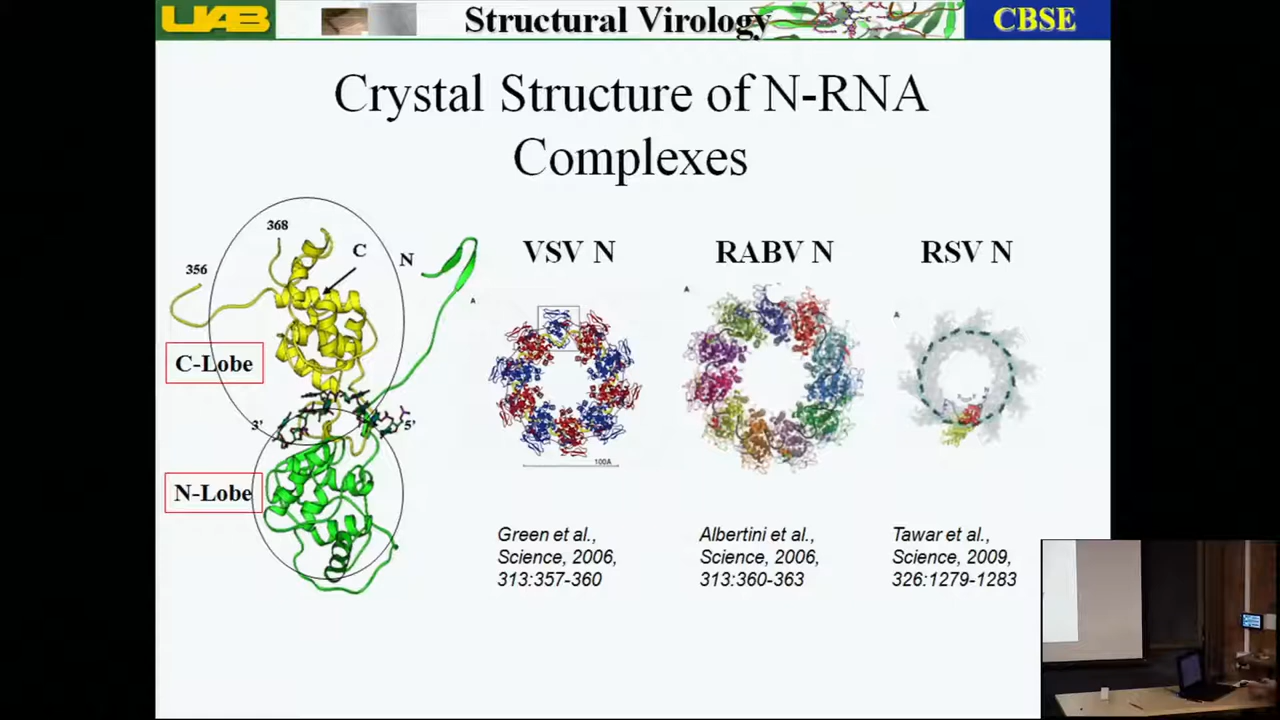 UAB
Structural Virology
CBSE
Crystal Structure of N-RNA
Complexes
368
C
N
356
C-Lobe
3'
5'
N-Lobe
VSV N
RABV N
RSV N
A
A
A
100A
Green et al.,
Science, 2006,
313:357-360
Albertini et al.,
Science, 2006,
313:360-363
Tawar et al.,
Science, 2009,
326:1279-1283